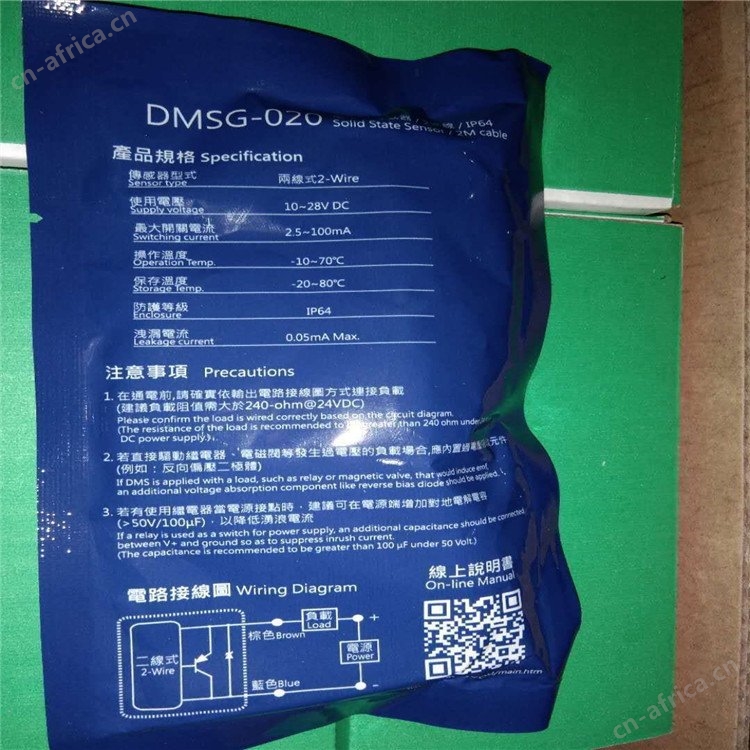 cn-africa.cn
DMSG-020 / IP64
Solid State Sensor / 2M cable
產品規格 Specification
傳感器型式 兩線式2-Wire
Sensor type
使用電壓 10~28V DC
Supply voltage
最大開關電流 2.5~100mA
Switching current
操作溫度 -10~70℃
Operation Temp.
保存溫度 -20~80℃
Storage Temp.
防護等級 IP64
Enclosure
洩漏電流 0.05mA Max.
Leakage current
注意事項 Precautions
1. 在通電前,請確實依輸出電路接線圖方式連接負載
(建議負載阻值需大於240-ohm@24VDC)
Please confirm the load is wired correctly based on the circuit diagram.
(The resistance of the load is recommended to be greater than 240 ohm under
DC power supply.)
2. 若直接驅動繼電器、電磁閥等發生過電壓的負載場合,應內置
(例如：反向偏壓二極體)
If DMS is applied with a load, such as relay or magnetic valve, that would induce emf,
an additional voltage absorption component like reverse bias diode should be applied.
3. 若有使用繼電器當電源接點時，建議可在電源端增加對地電解電容
(>50V/100μF)，以降低湧浪電流
If a relay is used as a switch for power supply, an additional capacitance should be connected
between V+ and ground so as to suppress inrush current.
(The capacitance is recommended to be greater than 100 μF under 50 Volt.)
電路接線圖 Wiring Diagram
線上說明書
On-line Manual
二線式
2-Wire
棕色Brown
負載
Load
+
電源
Power
藍色Blue
-
/main.htm
cn-africa.cn